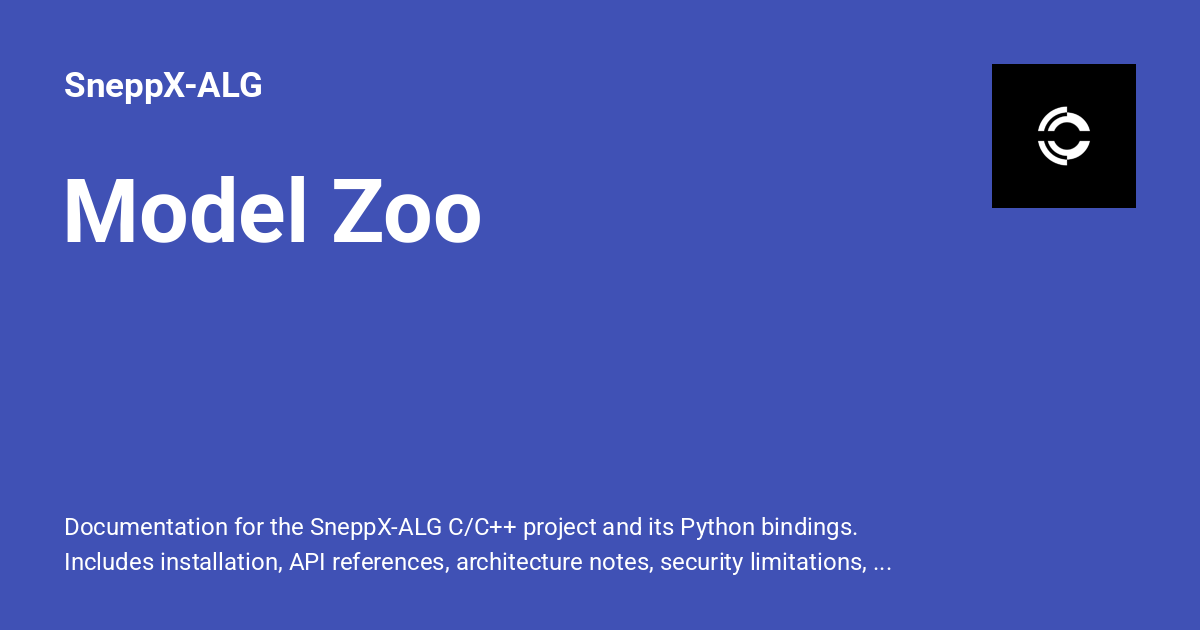 SneppX-ALG
Model Zoo
Documentation for the SneppX-ALG C/C++ project and its Python bindings.
Includes installation, API references, architecture notes, security limitations, ...